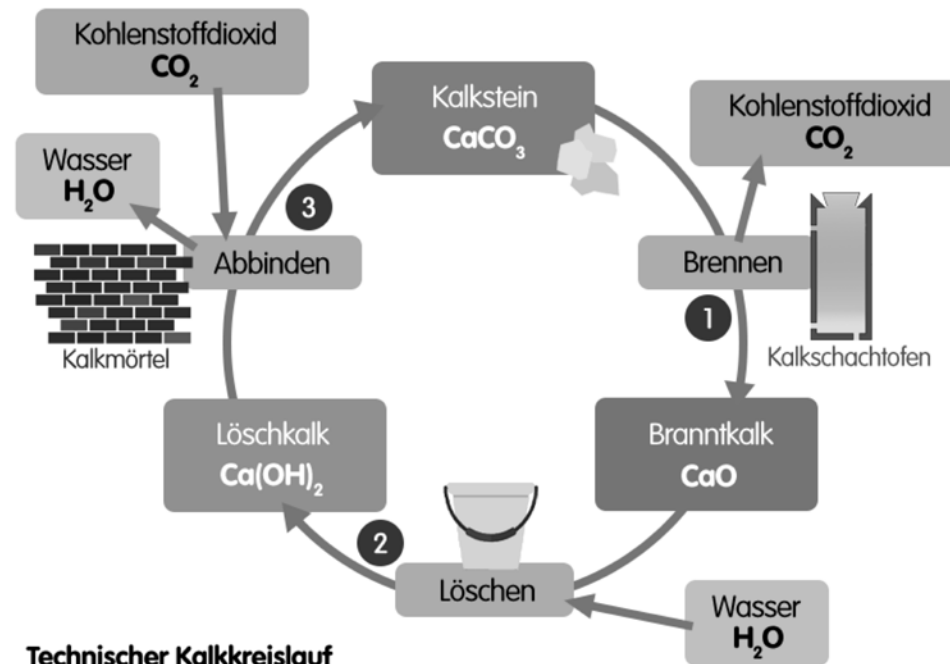 Kohlenstoffdioxid
CO₂
Kalkstein
CaCO₃
Kohlenstoffdioxid
CO₂
Wasser
H₂O
3
Abbinden
Brennen
1
Kalkmörtel
Kalkschachtofen
Löschkalk
Ca(OH)₂
Branntkalk
CaO
2
Löschen
Wasser
H₂O
Technischer Kalkkreislauf